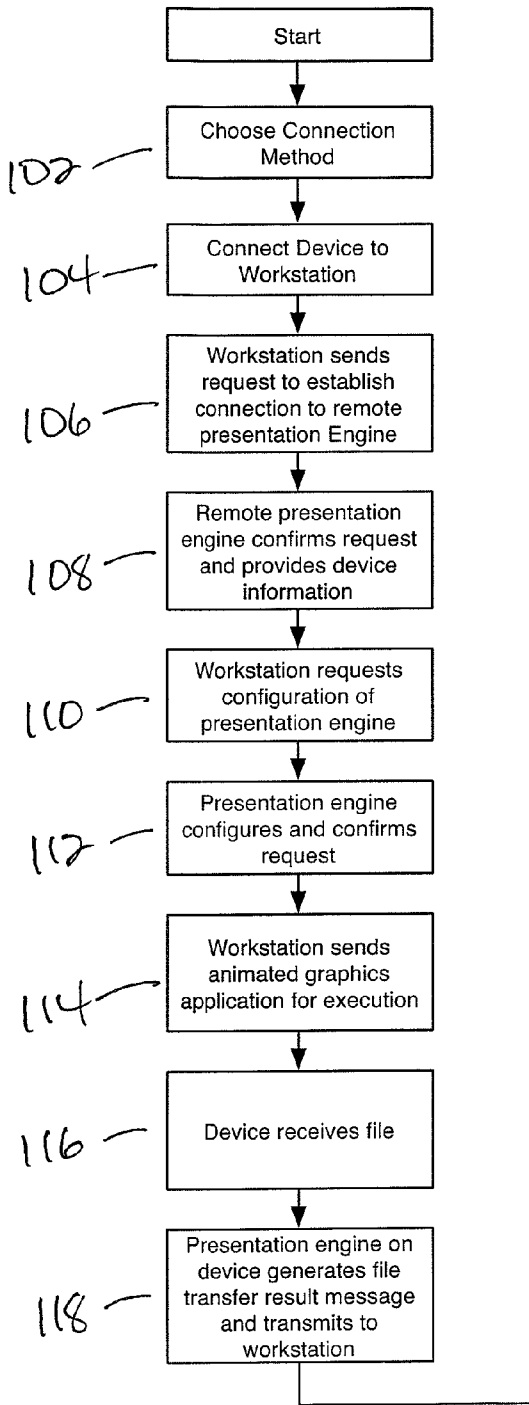 Start
102
Choose Connection
Method
104
Connect Device to
Workstation
106
Workstation sends
request to establish
connection to remote
presentation Engine
108
Remote presentation
engine confirms request
and provides device
information
110
Workstation requests
configuration of
presentation engine
112
Presentation engine
configures and confirms
request
114
Workstation sends
animated graphics
application for execution
116
Device receives file
118
Presentation engine on
device generates file
transfer result message
and transmits to
workstation